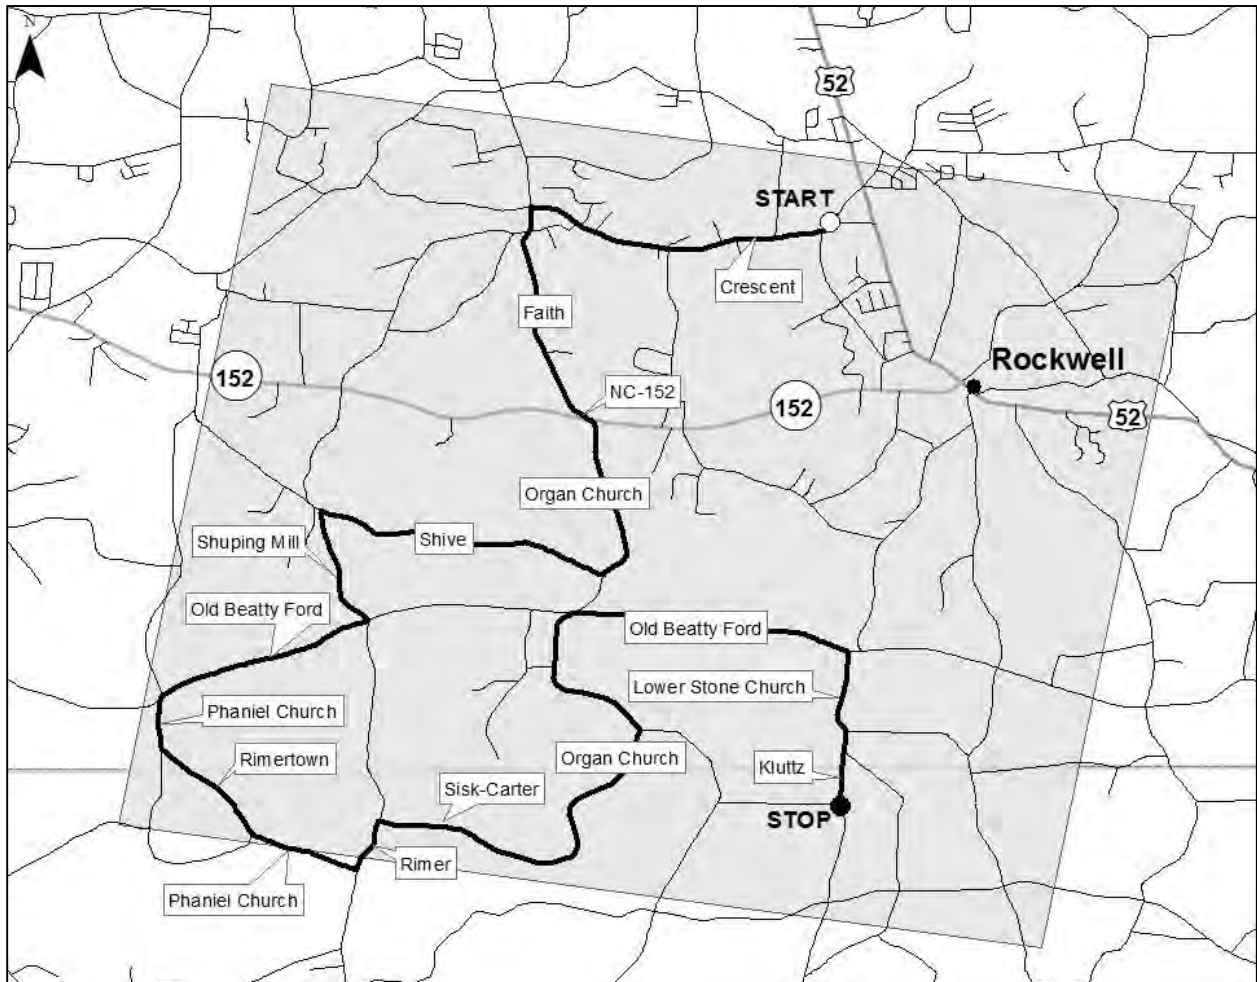 N
52
START
Crescent
Faith
Rockwell
152
NC-152
152
52
Organ Church
Shuping Mill
Shive
Old Beatty Ford
Old Beatty Ford
Lower Stone Church
Phaniel Church
Rimertown
Organ Church
Kluttz
Sisk-Carter
STOP
Rimer
Phaniel Church